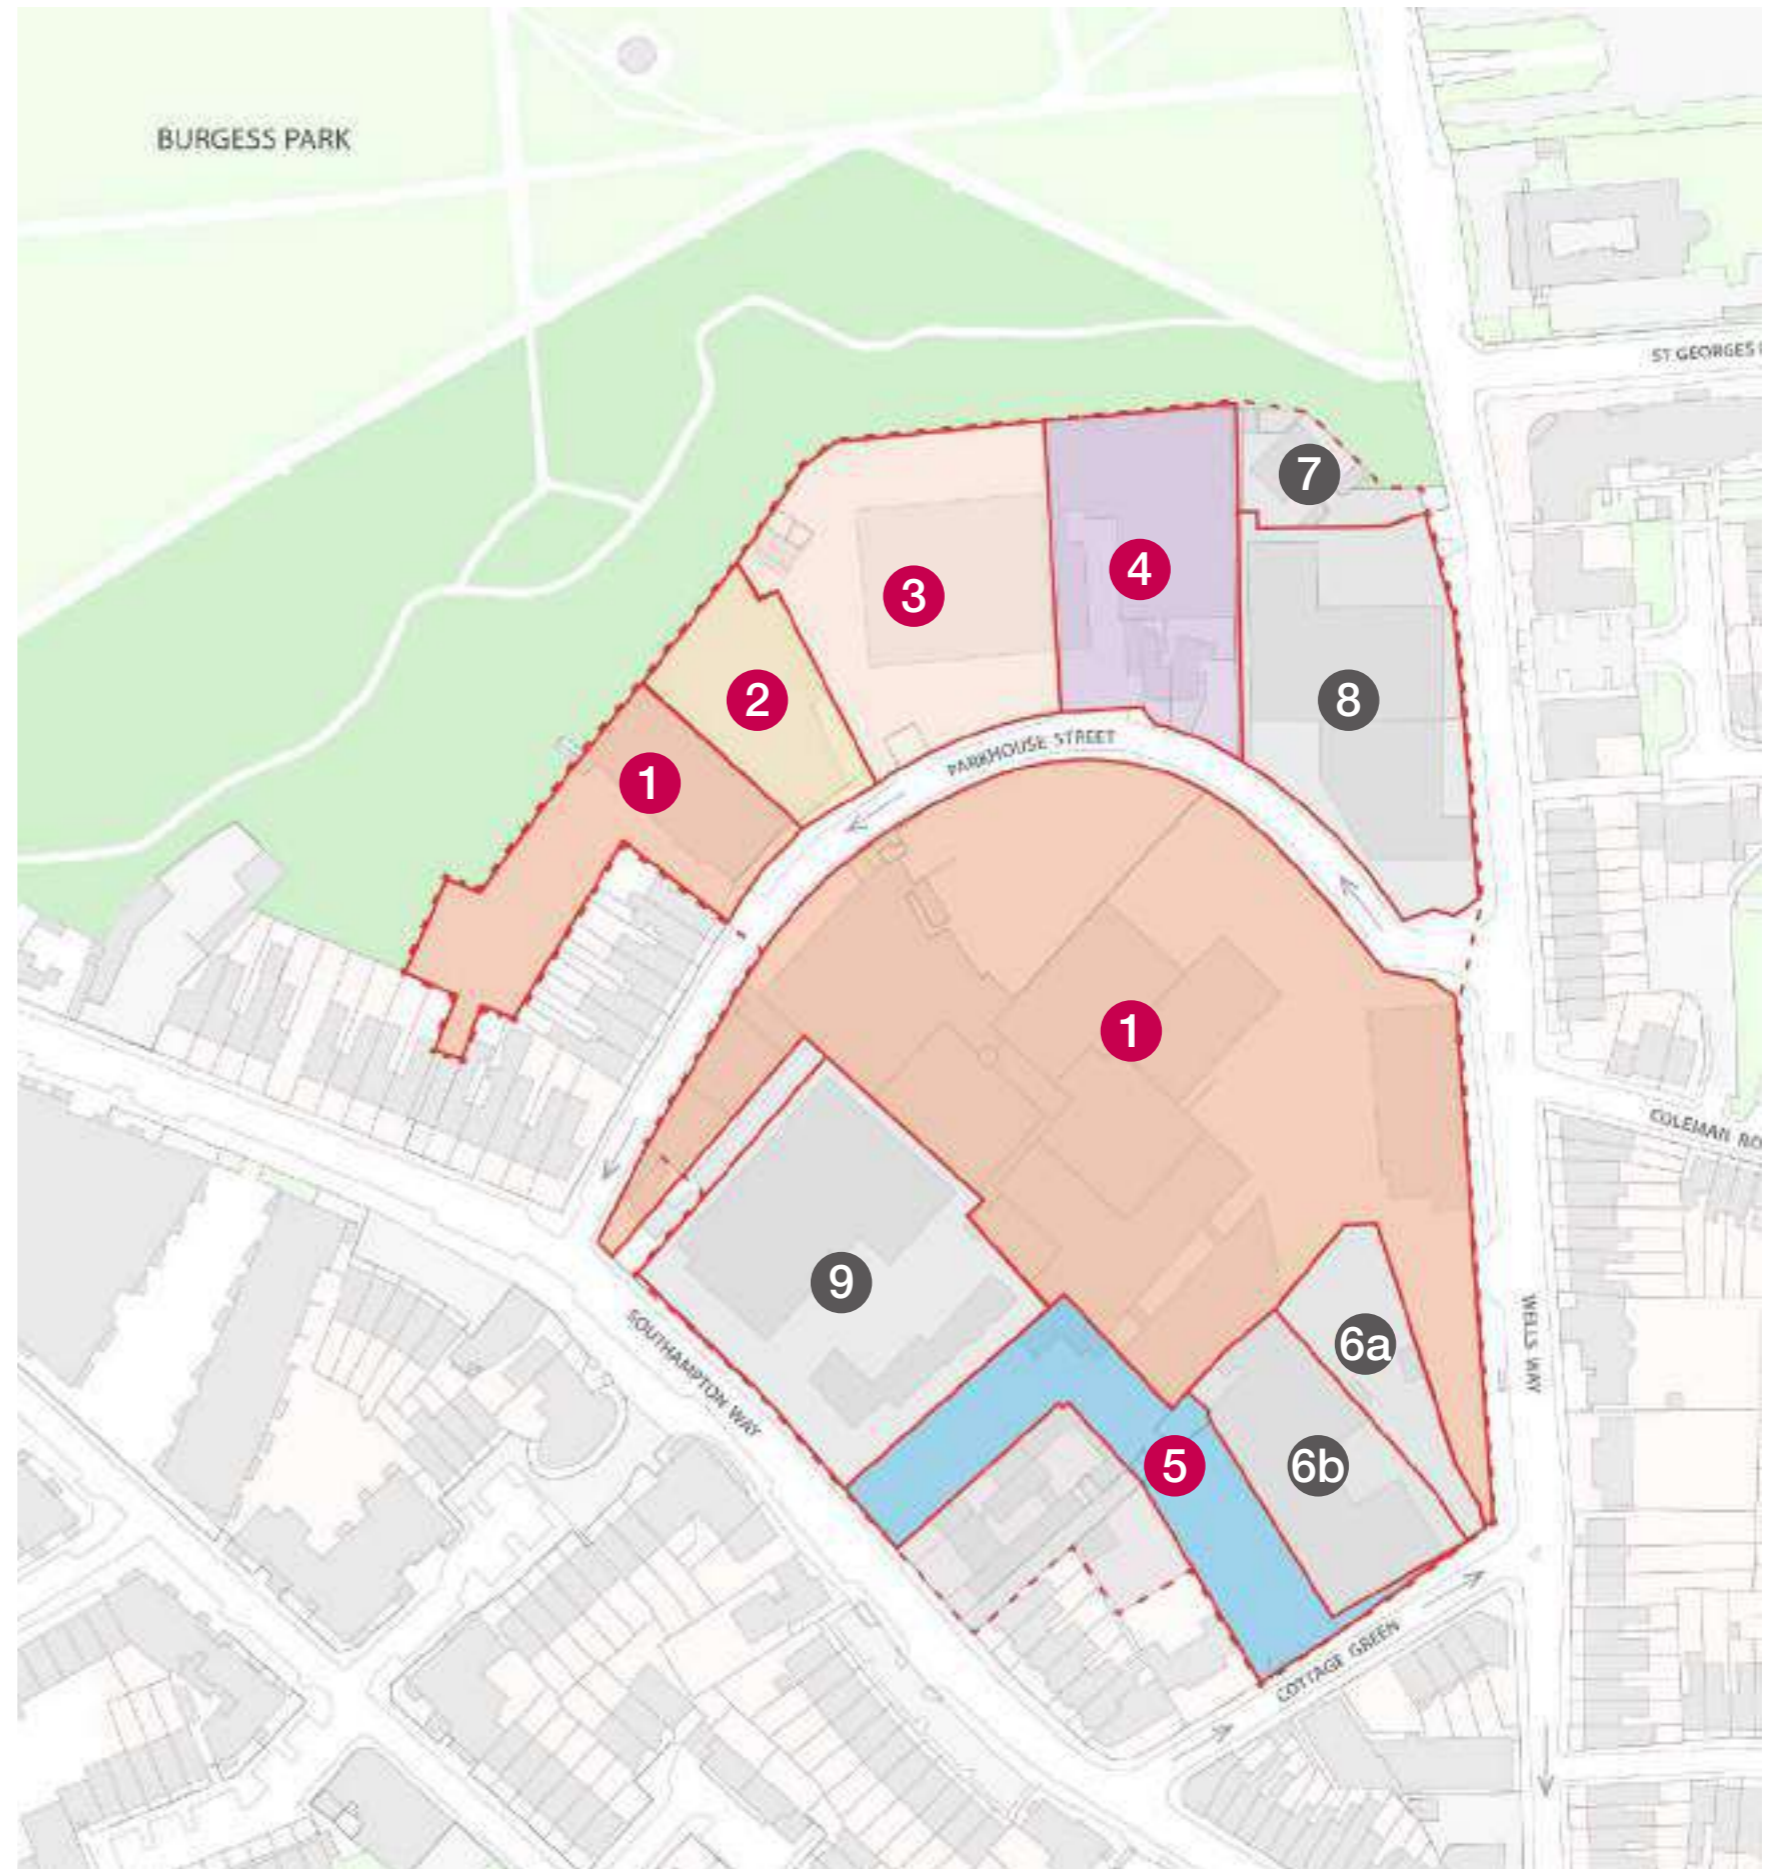 BURGESS PARK
ST GEORGES
7
4
3
8
2
PARKHOUSE STREET
1
1
COLEMAN RO
9
6a
SOUTHAMPTON WAY
WELLS WAY
5
6b
COTTAGE GREEN